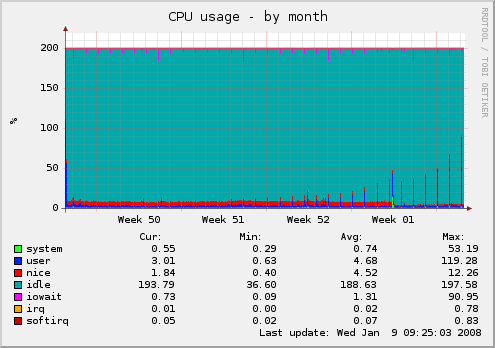 CPU usage - by month
RRDTOOL / TOBI OETIKER
%
200
150
100
50
0
Week 50 Week 51 Week 52 Week 01
Cur: Min: Avg: Max:
system 0.55 0.29 0.74 53.19
user 3.01 0.63 4.68 119.28
nice 1.84 0.40 4.52 12.26
idle 193.79 36.60 188.63 197.58
iowait 0.73 0.09 1.31 90.95
irq 0.01 0.00 0.02 0.78
softirq 0.05 0.02 0.07 0.83
Last update: Wed Jan 9 09:25:03 2008